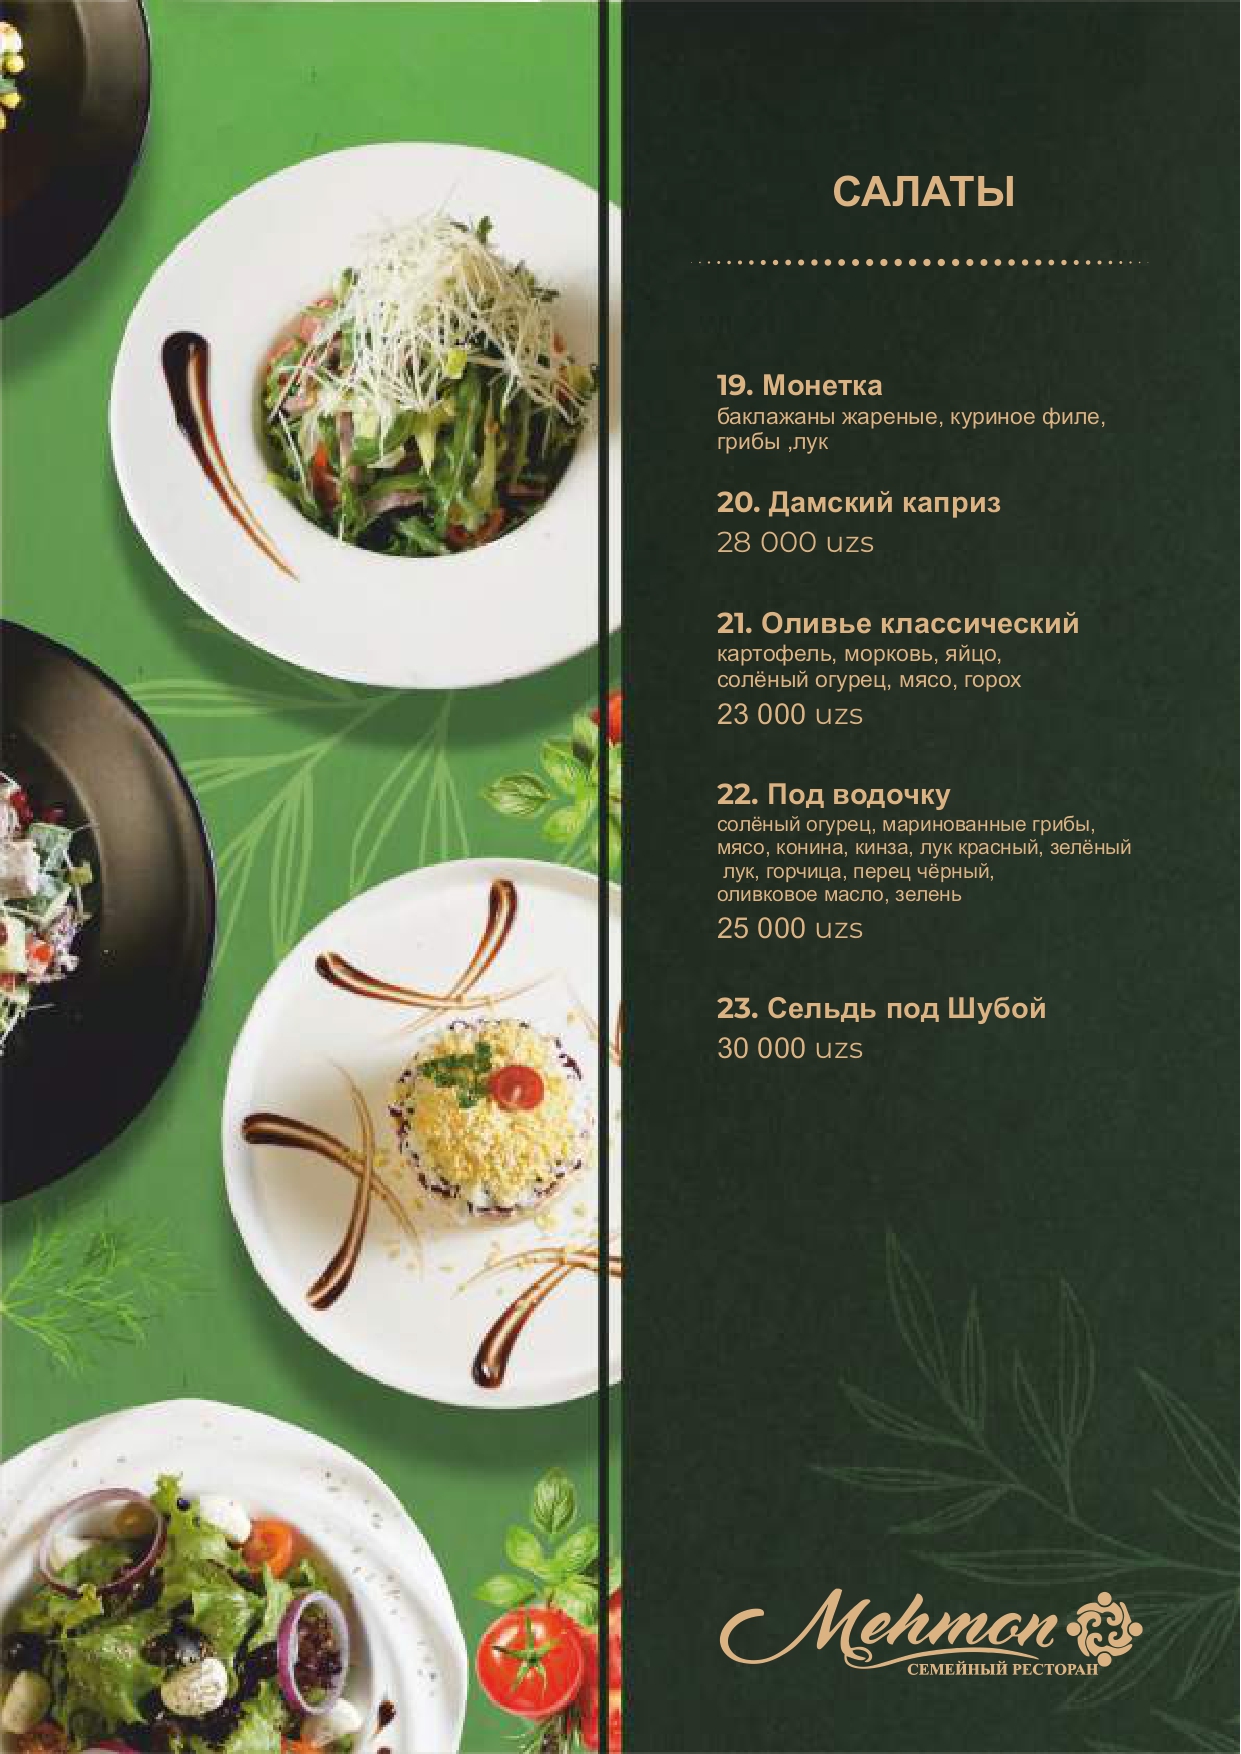 САЛАТЫ
19. Монетка
баклажаны жареные, куриное филе,
грибы ,лук
20. Дамский каприз
28 000 uzs
21. Оливье классический
картофель, морковь, яйцо,
солёный огурец, мясо, горох
23 000 uzs
22. Под водочку
солёный огурец, маринованные грибы,
мясо, конина, кинза, лук красный, зелёный
лук, горчица, перец чёрный,
оливковое масло, зелень
25 000 uzs
23. Сельдь под Шубой
30 000 uzs
Mehmon
СЕМЕЙНЫЙ РЕСТОРАН